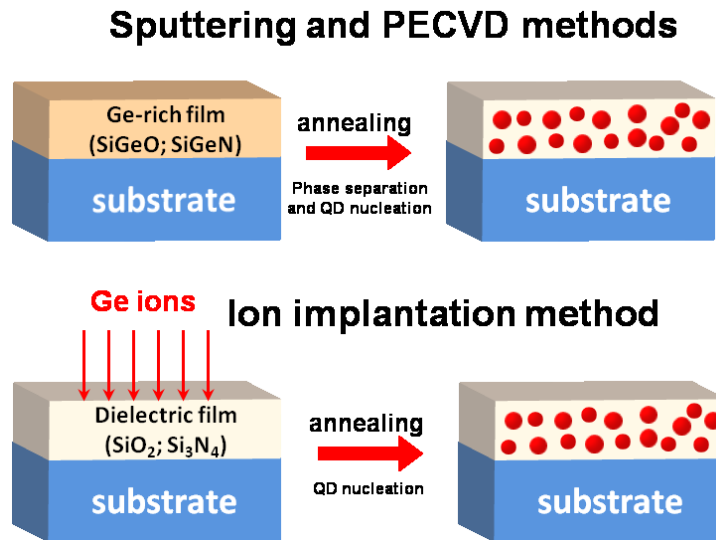 Sputtering and PECVD methods
Ge-rich film
(SiGeO; SiGeN)
substrate
annealing
Phase separation
and QD nucleation
substrate
Ge ions
Ion implantation method
Dielectric film
(SiO₂; Si₃N₄)
substrate
annealing
QD nucleation
substrate